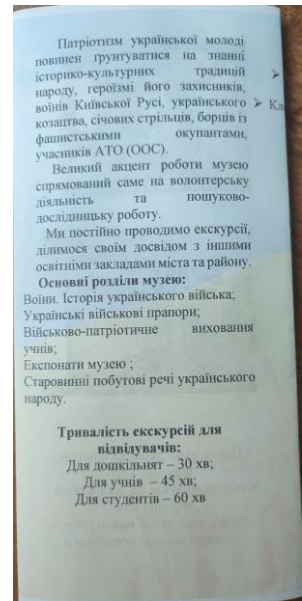 Патріотизм української молоді
повинен ґрунтуватися на знанні
історико-культурних традицій
народу, героїзмі його захисників,
воїнів Київської Русі, українського
козацтва, січових стрільців, борців із
фашистськими окупантами,
учасників АТО (ООС).
Великий акцент роботи музею
спрямований саме на волонтерську
діяльність та пошуково-
дослідницьку роботу.
Ми постійно проводимо екскурсії,
ділимося своїм досвідом з іншими
освітніми закладами міста та району.
Основні розділи музею:
Воїни. Історія українського війська;
Українські військові прапори;
Військово-патріотичне виховання
учнів;
Експонати музею ;
Старовинні побутові речі українського
народу.
Тривалість екскурсій для
відвідувачів:
Для дошкільнят – 30 хв;
Для учнів – 45 хв;
Для студентів – 60 хв
➤
➤ Кл